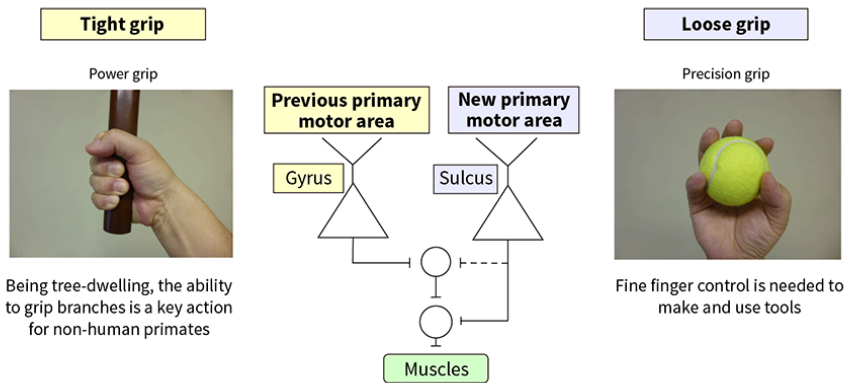 Tight grip
Loose grip
Power grip
Precision grip
Previous primary
motor area
New primary
motor area
Gyrus
Sulcus
Being tree-dwelling, the ability
to grip branches is a key action
for non-human primates
Fine finger control is needed to
make and use tools
Muscles